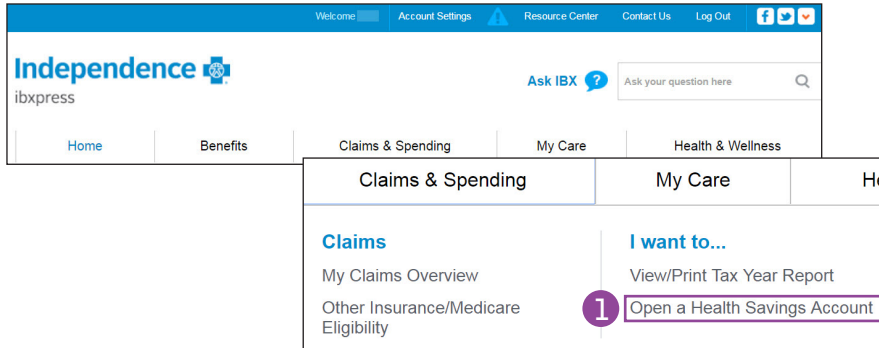 Welcome Account Settings Resource Center Contact Us Log Out
Independence
ibxpress
Ask IBX ? Ask your question here
Home Benefits Claims & Spending My Care Health & Wellness
Claims & Spending My Care
Claims I want to...
My Claims Overview View/Print Tax Year Report
Other Insurance/Medicare 1 Open a Health Savings Account
Eligibility